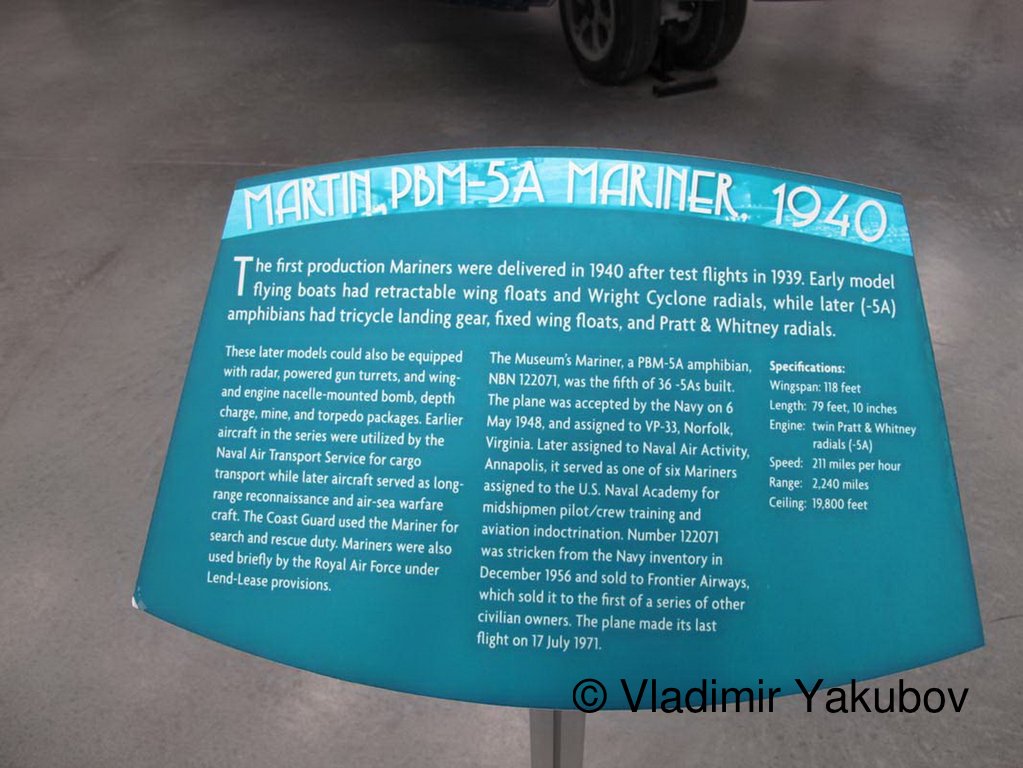 MARTIN PBM-5A MARINER, 1940
The first production Mariners were delivered in 1940 after test flights in 1939. Early model
flying boats had retractable wing floats and Wright Cyclone radials, while later (-5A)
amphibians had tricycle landing gear, fixed wing floats, and Pratt & Whitney radials.
These later models could also be equipped
with radar, powered gun turrets, and wing-
and engine nacelle-mounted bomb, depth
charge, mine, and torpedo packages. Earlier
aircraft in the series were utilized by the
Naval Air Transport Service for cargo
transport while later aircraft served as long-
range reconnaissance and air-sea warfare
craft. The Coast Guard used the Mariner for
search and rescue duty. Mariners were also
used briefly by the Royal Air Force under
Lend-Lease provisions.
The Museum's Mariner, a PBM-5A amphibian,
NBN 122071, was the fifth of 36 -5As built.
The plane was accepted by the Navy on 6
May 1948, and assigned to VP-33, Norfolk,
Virginia. Later assigned to Naval Air Activity,
Annapolis, it served as one of six Mariners
assigned to the U.S. Naval Academy for
midshipmen pilot/crew training and
aviation indoctrination. Number 122071
was stricken from the Navy inventory in
December 1956 and sold to Frontier Airways,
which sold it to the first of a series of other
civilian owners. The plane made its last
flight on 17 July 1971.
Specifications:
Wingspan: 118 feet
Length: 79 feet, 10 inches
Engine: twin Pratt & Whitney
radials (-5A)
Speed: 211 miles per hour
Range: 2,240 miles
Ceiling: 19,800 feet
© Vladimir Yakubov